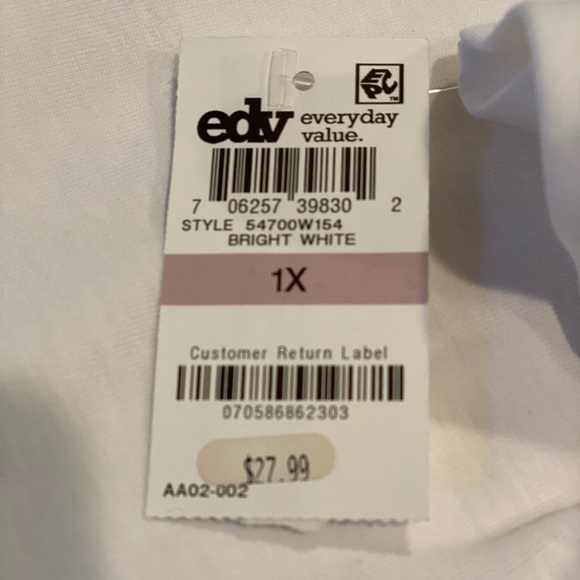 EPC™
edv everyday
value.
7 06257 39830 2
STYLE 54700W154
BRIGHT WHITE
1X
Customer Return Label
070586862303
$27.99
AA02-002